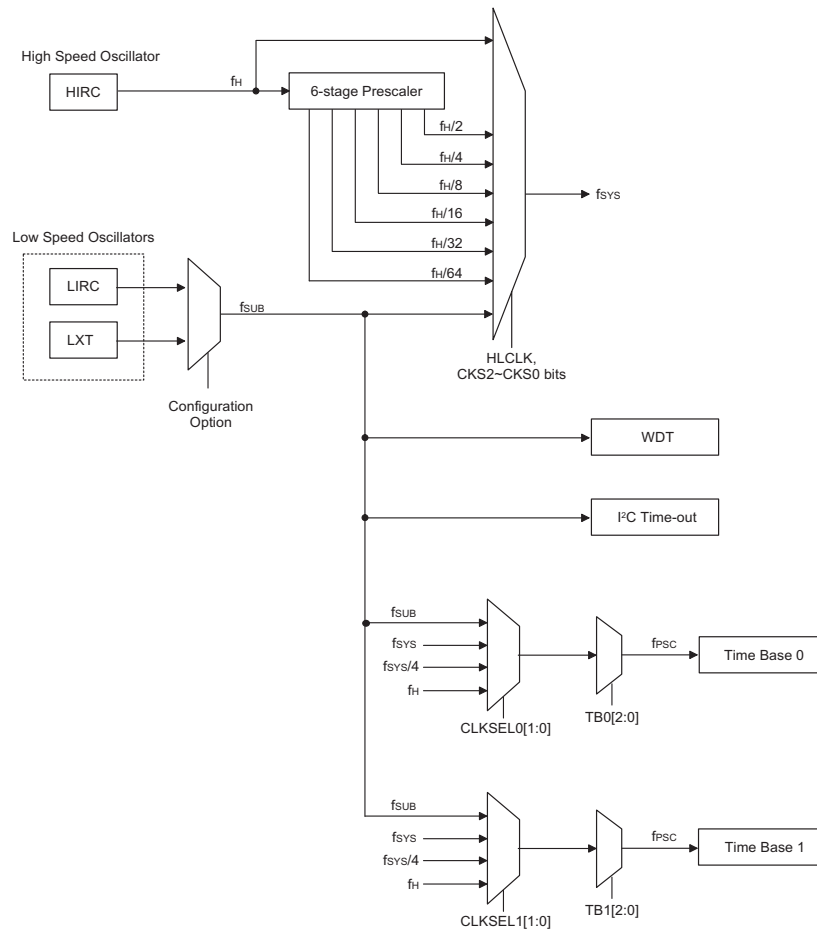 High Speed Oscillator
HIRC
fH
6-stage Prescaler
fH/2
fH/4
fH/8
fH/16
fH/32
fH/64
fSYS
Low Speed Oscillators
LIRC
LXT
fSUB
Configuration
Option
HLCLK,
CKS2~CKS0 bits
WDT
I²C Time-out
fSUB
fSYS
fSYS/4
fH
CLKSEL0[1:0]
TB0[2:0]
fPSC
Time Base 0
fSUB
fSYS
fSYS/4
fH
CLKSEL1[1:0]
TB1[2:0]
fPSC
Time Base 1